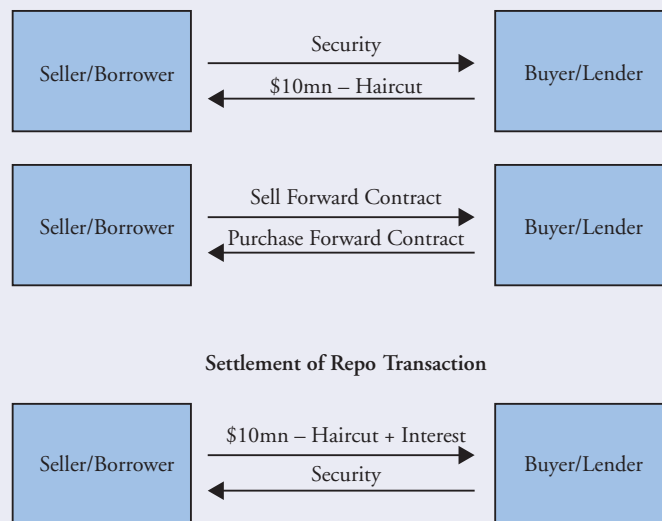 Security
Seller/Borrower
Buyer/Lender
$10mn – Haircut
Sell Forward Contract
Seller/Borrower
Buyer/Lender
Purchase Forward Contract
Settlement of Repo Transaction
$10mn – Haircut + Interest
Seller/Borrower
Buyer/Lender
Security